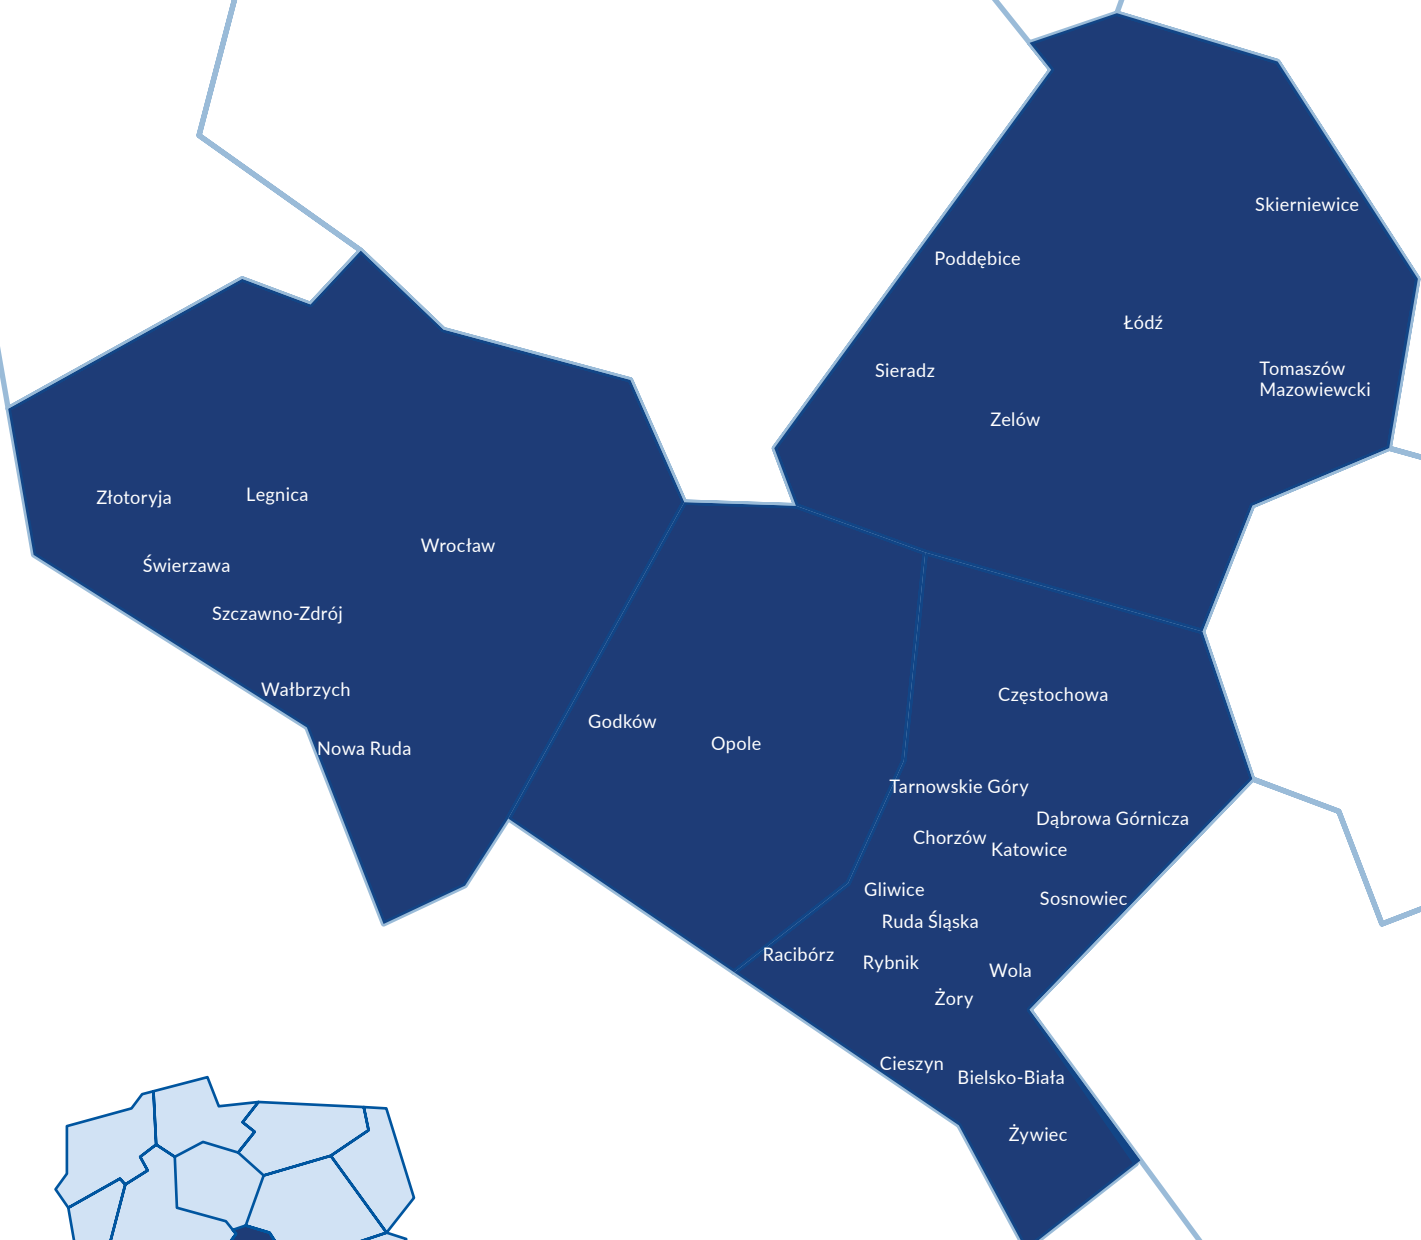 Skierniewice
Poddębice
Łódź
Sieradz
Tomaszów
Mazowiewcki
Zelów
Złotoryja
Legnica
Wrocław
Świerzawa
Szczawno-Zdrój
Wałbrzych
Nowa Ruda
Godków
Opole
Częstochowa
Tarnowskie Góry
Dąbrowa Górnicza
Chorzów
Katowice
Gliwice
Sosnowiec
Ruda Śląska
Racibórz
Rybnik
Wola
Żory
Cieszyn
Bielsko-Biała
Żywiec